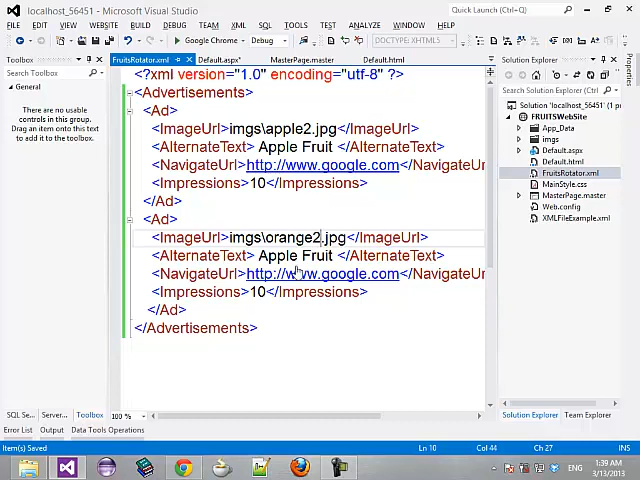 localhost_56451 - Microsoft Visual Studio
Quick Launch (Ctrl+Q)
FILE EDIT VIEW WEBSITE BUILD DEBUG TEAM XML SQL TOOLS TEST ANALYZE WINDOW HELP
Google Chrome Debug DOCTYPE: XHTML5
Toolbox
Search Toolbox
General
There are no usable
controls in this group.
Drag an item onto this text
to add it to the toolbox.
FruitsRotator.xml Default.aspx* MasterPage.master Default.html
<?xml version="1.0" encoding="utf-8" ?>
<Advertisements>
<Ad>
<ImageUrl>imgs\apple2.jpg</ImageUrl>
<AlternateText> Apple Fruit </AlternateText>
<NavigateUrl>http://www.google.com</NavigateUr
<Impressions>10</Impressions>
</Ad>
<Ad>
<ImageUrl>imgs\orange2.jpg</ImageUrl>
<AlternateText> Apple Fruit </AlternateText>
<NavigateUrl>http://www.google.com</NavigateUr
<Impressions>10</Impressions>
</Ad>
</Advertisements>
100 %
Solution Explorer
Search Solution Explorer (Ctrl+;)
Solution 'FRUITSWebSite'
FRUITSWebSite
App_Data
imgs
Default.aspx
Default.html
FruitsRotator.xml
MainStyle.css
MasterPage.master
Web.config
XMLFileExample.xml
Properties
SQL Se... Server... Toolbox
Solution Explorer Team Explorer
Error List Output Data Tools Operations
Item(s) Saved Ln 10 Col 44 Ch 27 INS
ENG
1:39 AM
3/13/2013